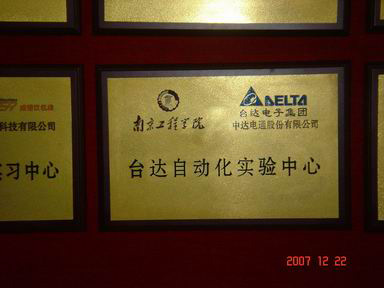 南京工程学院
DELTA
台达电子集团
中达电通股份有限公司
台达自动化实验中心
科技有限公司
习中心
2007 12 22